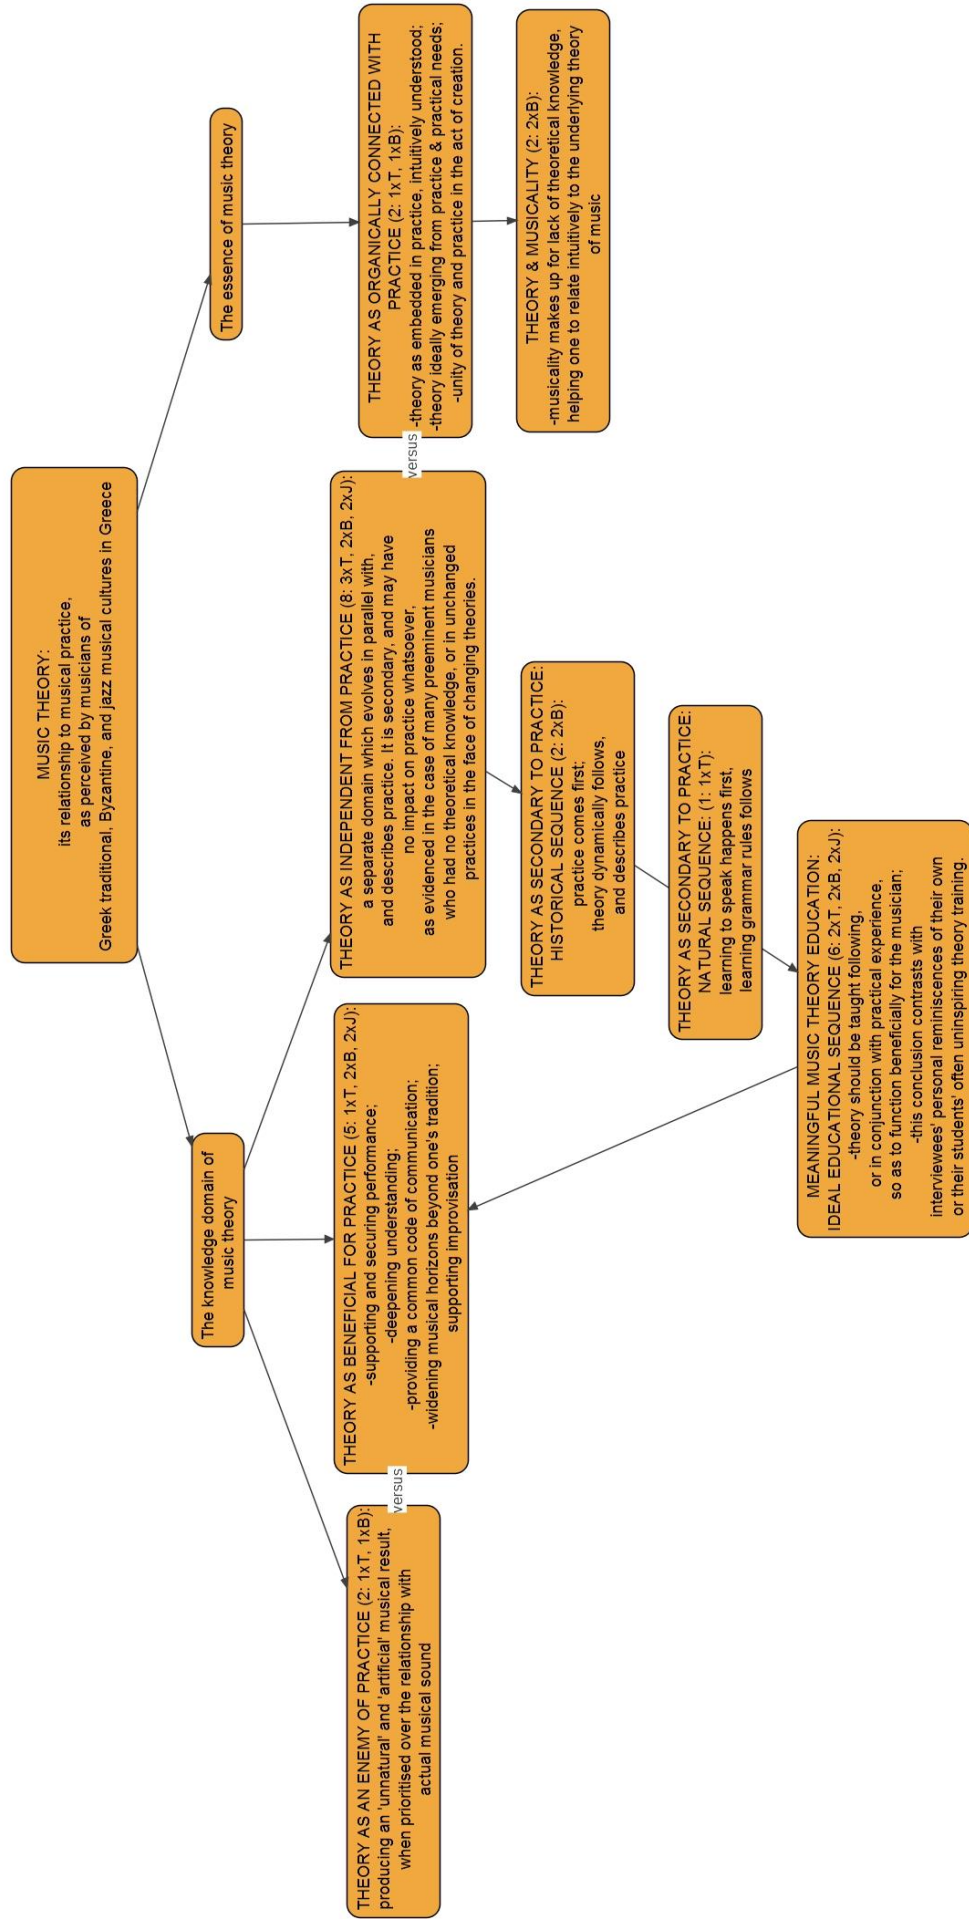 MUSIC THEORY:
its relationship to musical practice,
as perceived by musicians of
Greek traditional, Byzantine, and jazz musical cultures in Greece
The knowledge domain of
music theory
The essence of music theory
THEORY AS AN ENEMY OF PRACTICE (2: 1xT, 1xB):
producing an 'unnatural' and 'artificial' musical result,
when prioritised over the relationship with
actual musical sound
versus
THEORY AS BENEFICIAL FOR PRACTICE (5: 1xT, 2xB, 2xJ):
-supporting and securing performance;
-deepening understanding;
-providing a common code of communication;
-widening musical horizons beyond one's tradition;
supporting improvisation
THEORY AS INDEPENDENT FROM PRACTICE (8: 3xT, 2xB, 2xJ):
a separate domain which evolves in parallel with,
and describes practice. It is secondary, and may have
no impact on practice whatsoever,
as evidenced in the case of many preeminent musicians
who had no theoretical knowledge, or in unchanged
practices in the face of changing theories.
versus
THEORY AS ORGANICALLY CONNECTED WITH
PRACTICE (2: 1xT, 1xB):
-theory as embedded in practice, intuitively understood;
-theory ideally emerging from practice & practical needs;
-unity of theory and practice in the act of creation.
THEORY & MUSICALITY (2: 2xB):
-musicality makes up for lack of theoretical knowledge,
helping one to relate intuitively to the underlying theory
of music
THEORY AS SECONDARY TO PRACTICE:
HISTORICAL SEQUENCE (2: 2xB):
practice comes first;
theory dynamically follows,
and describes practice
THEORY AS SECONDARY TO PRACTICE:
NATURAL SEQUENCE: (1: 1xT):
learning to speak happens first,
learning grammar rules follows
MEANINGFUL MUSIC THEORY EDUCATION:
IDEAL EDUCATIONAL SEQUENCE (6: 2xT, 2xB, 2xJ):
-theory should be taught following,
or in conjunction with practical experience,
so as to function beneficially for the musician;
-this conclusion contrasts with
interviewees' personal reminiscences of their own
or their students' often uninspiring theory training.